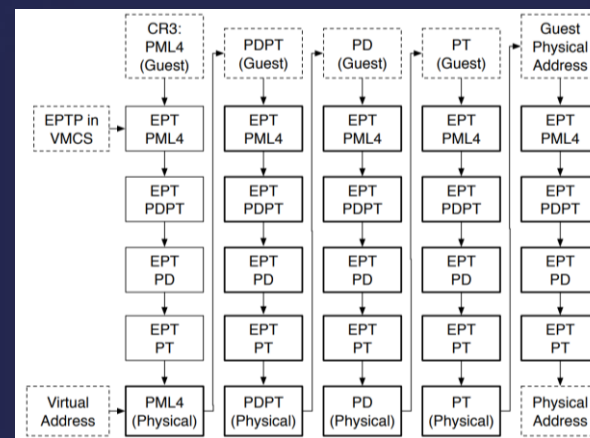 CR3:
PML4
(Guest)
PDPT
(Guest)
PD
(Guest)
PT
(Guest)
Guest
Physical
Address
EPTP in
VMCS
EPT
PML4
EPT
PML4
EPT
PML4
EPT
PML4
EPT
PML4
EPT
PDPT
EPT
PDPT
EPT
PDPT
EPT
PDPT
EPT
PDPT
EPT
PD
EPT
PD
EPT
PD
EPT
PD
EPT
PD
EPT
PT
EPT
PT
EPT
PT
EPT
PT
EPT
PT
Virtual
Address
PML4
(Physical)
PDPT
(Physical)
PD
(Physical)
PT
(Physical)
Physical
Address